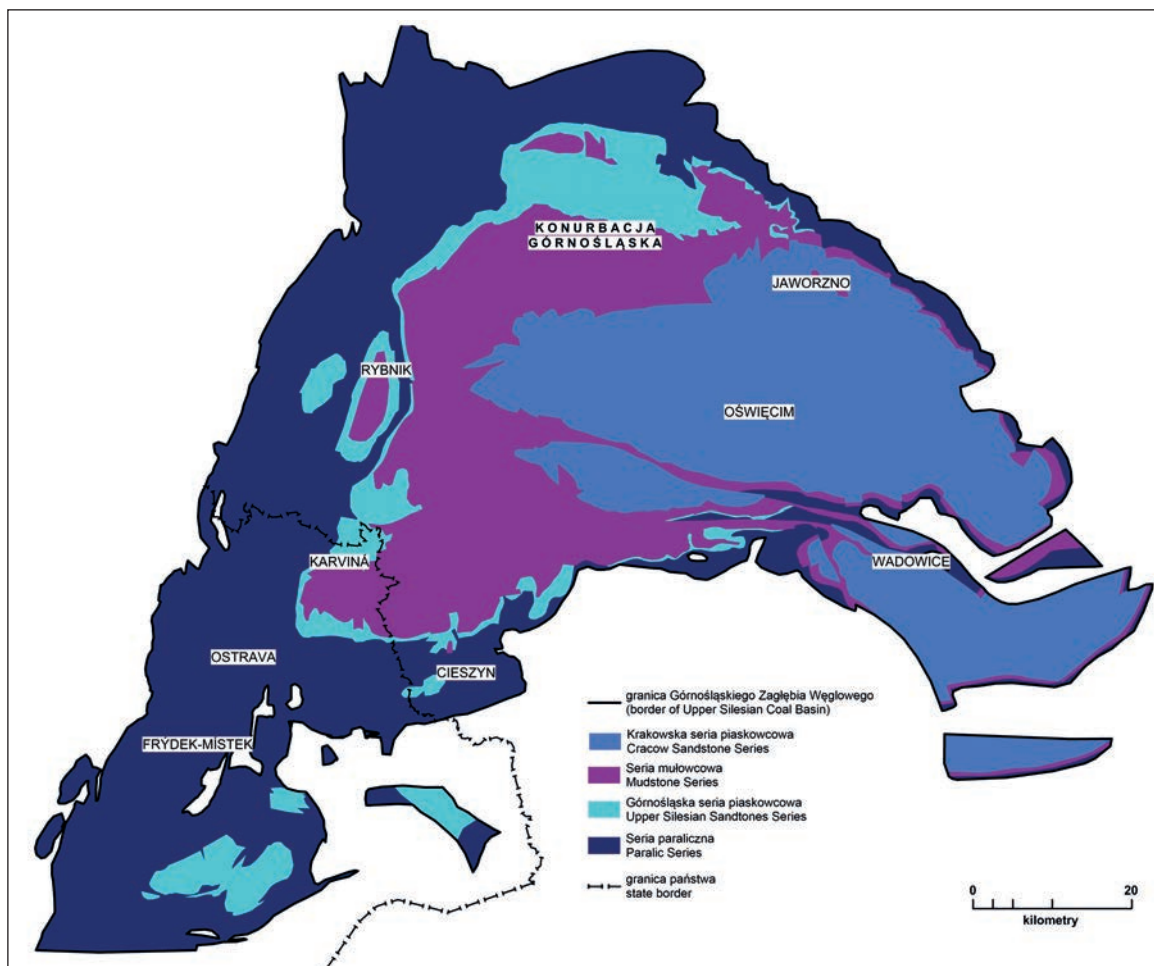 KONURBACJA
GÓRNOŚLĄSKA
JAWORZNO
RYBNIK
OŚWIĘCIM
KARVINÁ
WADOWICE
OSTRAVA
CIESZYN
FRÝDEK-MÍSTEK
granica Górnośląskiego Zagłębia Węglowego
(border of Upper Silesian Coal Basin)
Krakowska seria piaskowcowa
Cracow Sandstone Series
Seria mułowcowa
Mudstone Series
Górnośląska seria piaskowcowa
Upper Silesian Sandtones Series
Seria paraliczna
Paralic Series
granica państwa
state border
0 20
kilometry